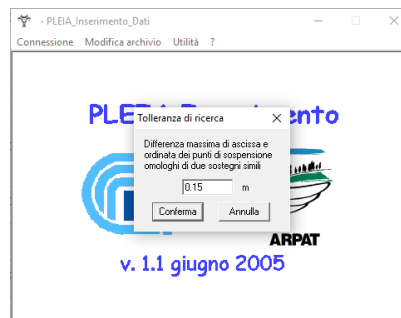 - PLEIA_Inserimento_Dati
Connessione Modifica archivio Utilità ?
Tolleranza di ricerca
Differenza massima di ascissa e
ordinata dei punti di sospensione
omologhi di due sostegni simili
0.15 m
Conferma Annulla
ARPAT
v. 1.1 giugno 2005